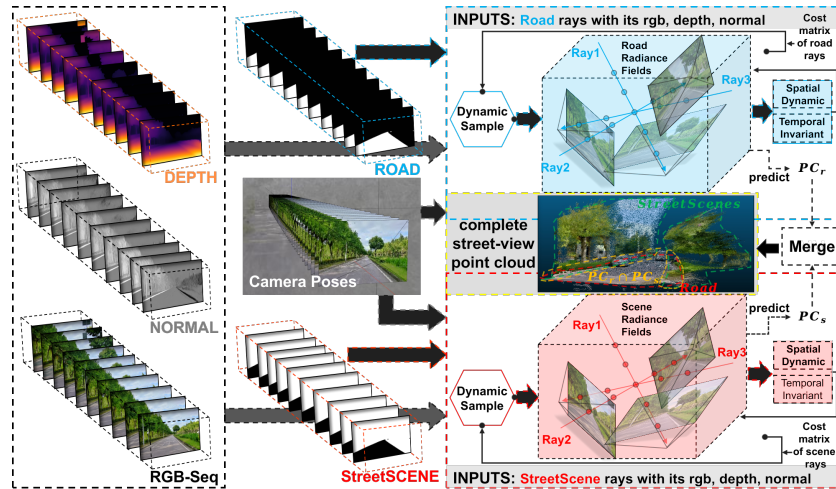 DEPTH
NORMAL
RGB-Seq
ROAD
Camera Poses
StreetSCENE
INPUTS: Road rays with its rgb, depth, normal
Cost
matrix
of road
rays
Road
Radiance
Fields
Ray1
Ray3
Ray2
Dynamic
Sample
Spatial
Dynamic
Temporal
Invariant
predict
PCr
complete
street-view
point cloud
StreetScenes
PCr ∩ PCs
Road
Merge
predict
PCs
Scene
Radiance
Fields
Ray1
Ray3
Ray2
Dynamic
Sample
Spatial
Dynamic
Temporal
Invariant
Cost
matrix
of scene
rays
INPUTS: StreetScene rays with its rgb, depth, normal